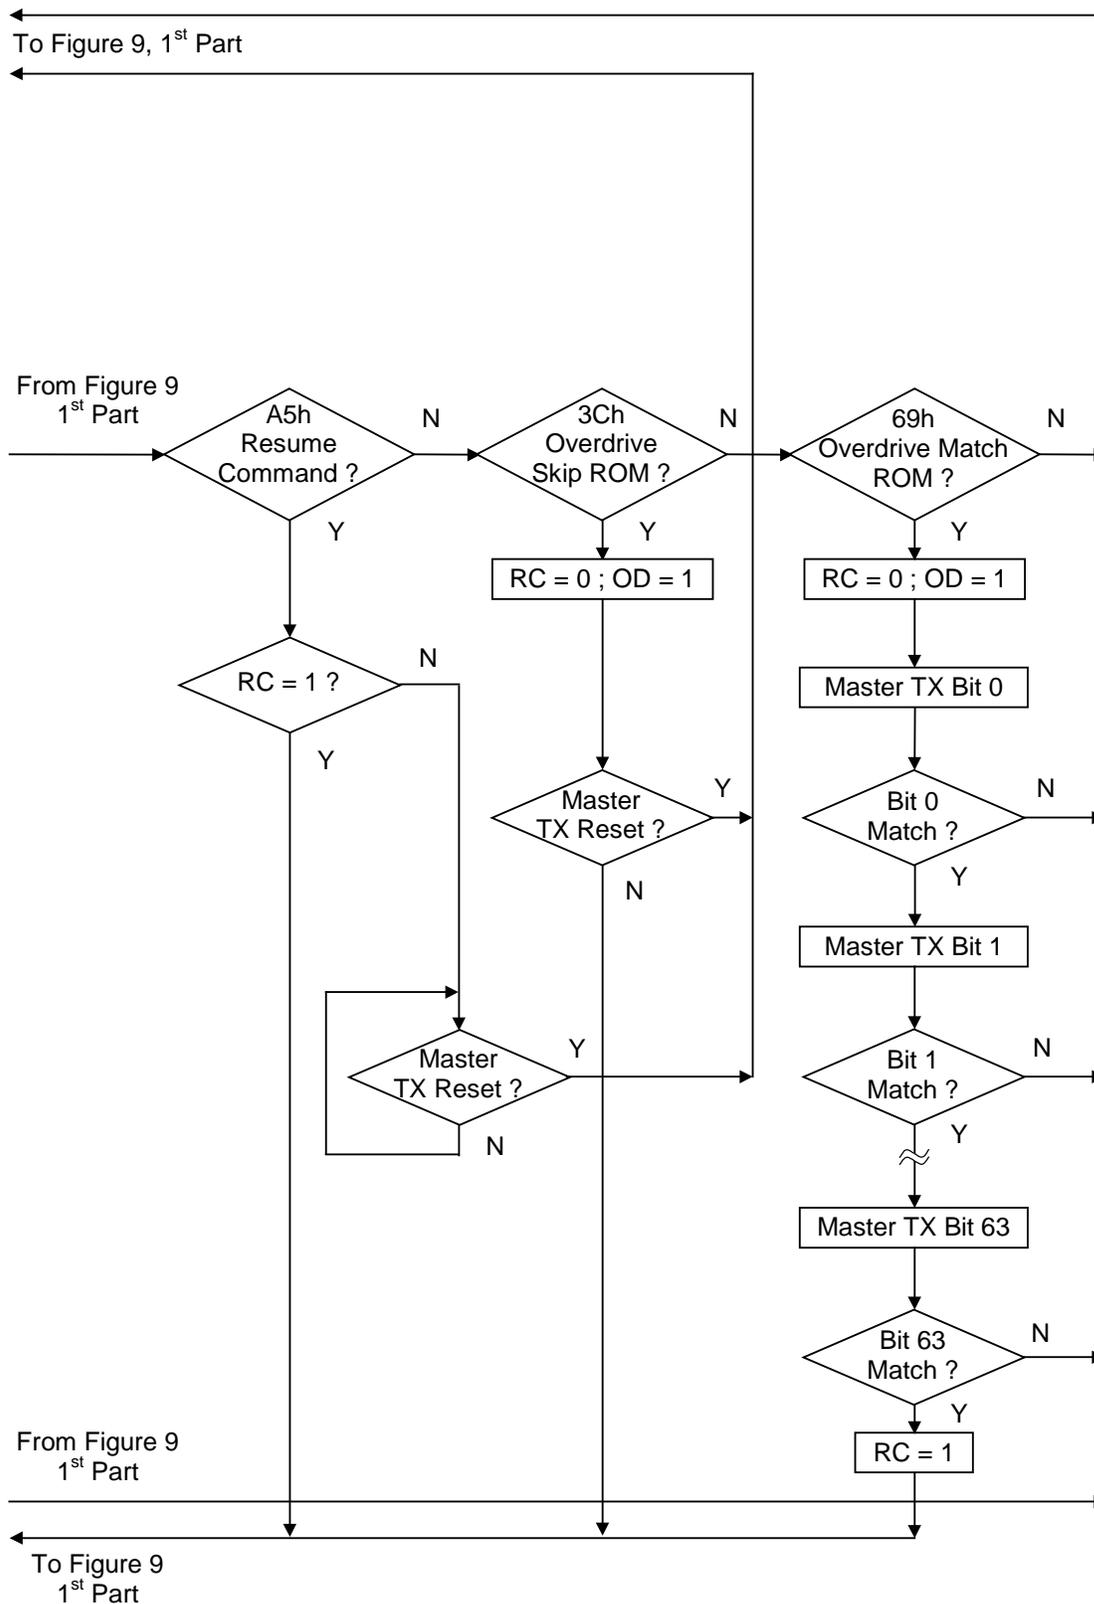 To Figure 9, 1st Part
From Figure 9
1st Part
A5h
Resume
Command ?
N
3Ch
Overdrive
Skip ROM ?
N
69h
Overdrive Match
ROM ?
N
Y
Y
Y
RC = 0 ; OD = 1
RC = 0 ; OD = 1
RC = 1 ?
N
Master TX Bit 0
Y
Master
TX Reset ?
Y
Bit 0
Match ?
N
N
Y
Master TX Bit 1
Master
TX Reset ?
Y
Bit 1
Match ?
N
N
Y
Master TX Bit 63
Bit 63
Match ?
N
Y
From Figure 9
1st Part
RC = 1
To Figure 9
1st Part